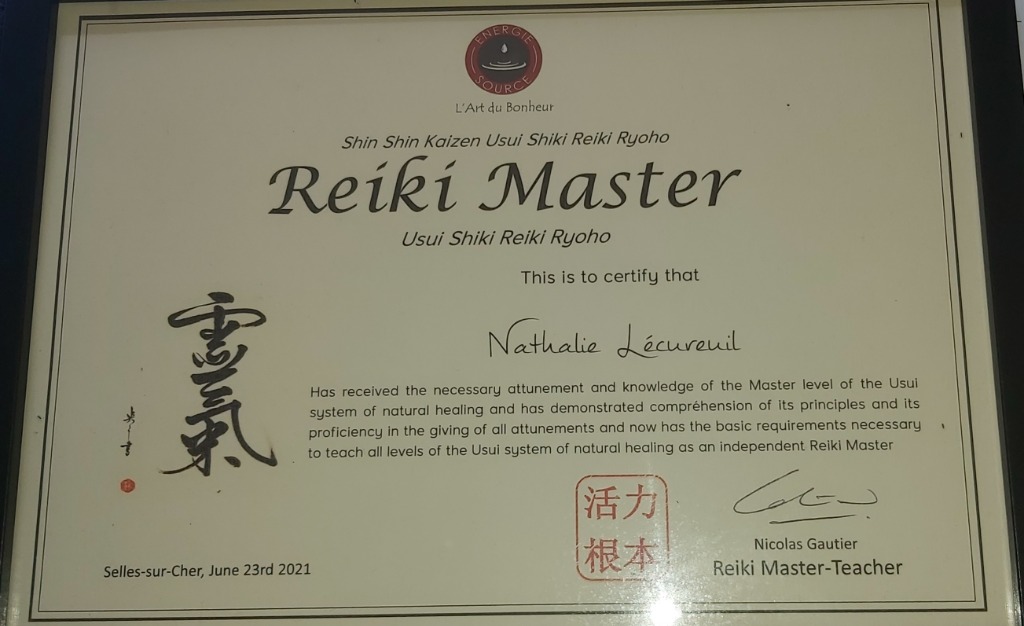 ENERGIE
SOURCE
L'Art du Bonheur
Shin Shin Kaizen Usui Shiki Reiki Ryoho
Reiki Master
Usui Shiki Reiki Ryoho
This is to certify that
Nathalie Lécureuil
靈氣
Has received the necessary attunement and knowledge of the Master level of the Usui
system of natural healing and has demonstrated compréhension of its principles and its
proficiency in the giving of all attunements and now has the basic requirements necessary
to teach all levels of the Usui system of natural healing as an independent Reiki Master
活力
根本
Nicolas Gautier
Selles-sur-Cher, June 23rd 2021
Reiki Master-Teacher